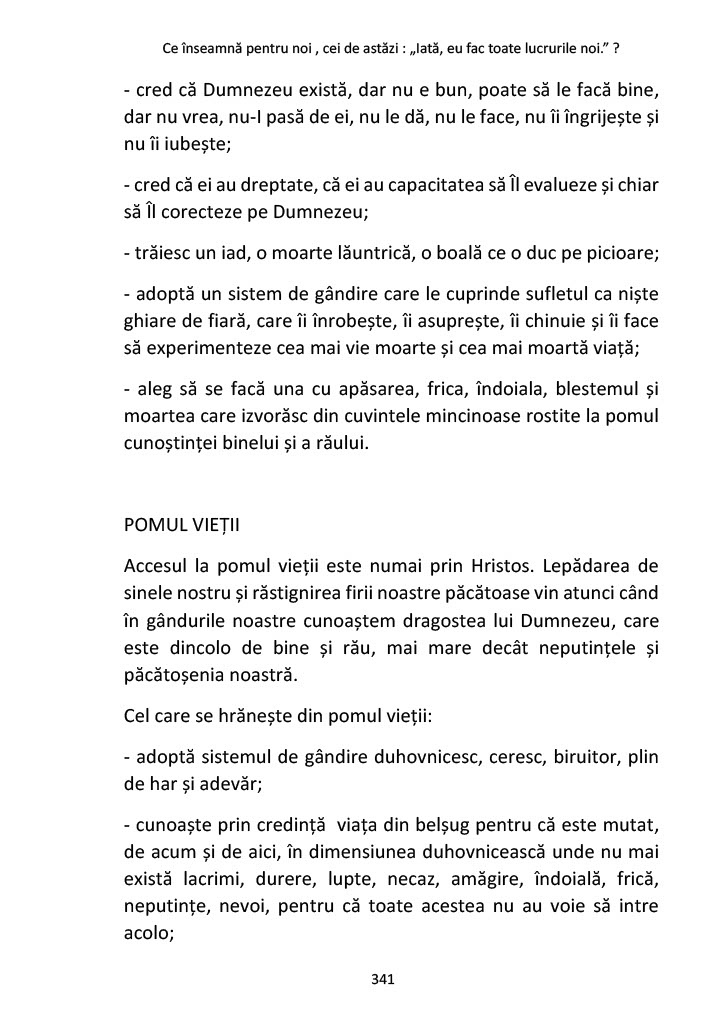 Ce înseamnă pentru noi , cei de astăzi : „Iată, eu fac toate lucrurile noi.” ?
- cred că Dumnezeu există, dar nu e bun, poate să le facă bine,
dar nu vrea, nu-I pasă de ei, nu le dă, nu le face, nu îi îngrijește și
nu îi iubește;
- cred că ei au dreptate, că ei au capacitatea să Îl evalueze și chiar
să Îl corecteze pe Dumnezeu;
- trăiesc un iad, o moarte lăuntrică, o boală ce o duc pe picioare;
- adoptă un sistem de gândire care le cuprinde sufletul ca niște
ghiare de fiară, care îi înrobește, îi asuprește, îi chinuie și îi face
să experimenteze cea mai vie moarte și cea mai moartă viață;
- aleg să se facă una cu apăsarea, frica, îndoiala, blestemul și
moartea care izvorăsc din cuvintele mincinoase rostite la pomul
cunoștinței binelui și a răului.
POMUL VIEȚII
Accesul la pomul vieții este numai prin Hristos. Lepădarea de
sinele nostru și răstignirea firii noastre păcătoase vin atunci când
în gândurile noastre cunoaștem dragostea lui Dumnezeu, care
este dincolo de bine și rău, mai mare decât neputințele și
păcătoșenia noastră.
Cel care se hrănește din pomul vieții:
- adoptă sistemul de gândire duhovnicesc, ceresc, biruitor, plin
de har și adevăr;
- cunoaște prin credință  viața din belșug pentru că este mutat,
de acum și de aici, în dimensiunea duhovnicească unde nu mai
există lacrimi, durere, lupte, necaz, amăgire, îndoială, frică,
neputințe, nevoi, pentru că toate acestea nu au voie să intre
acolo;
341